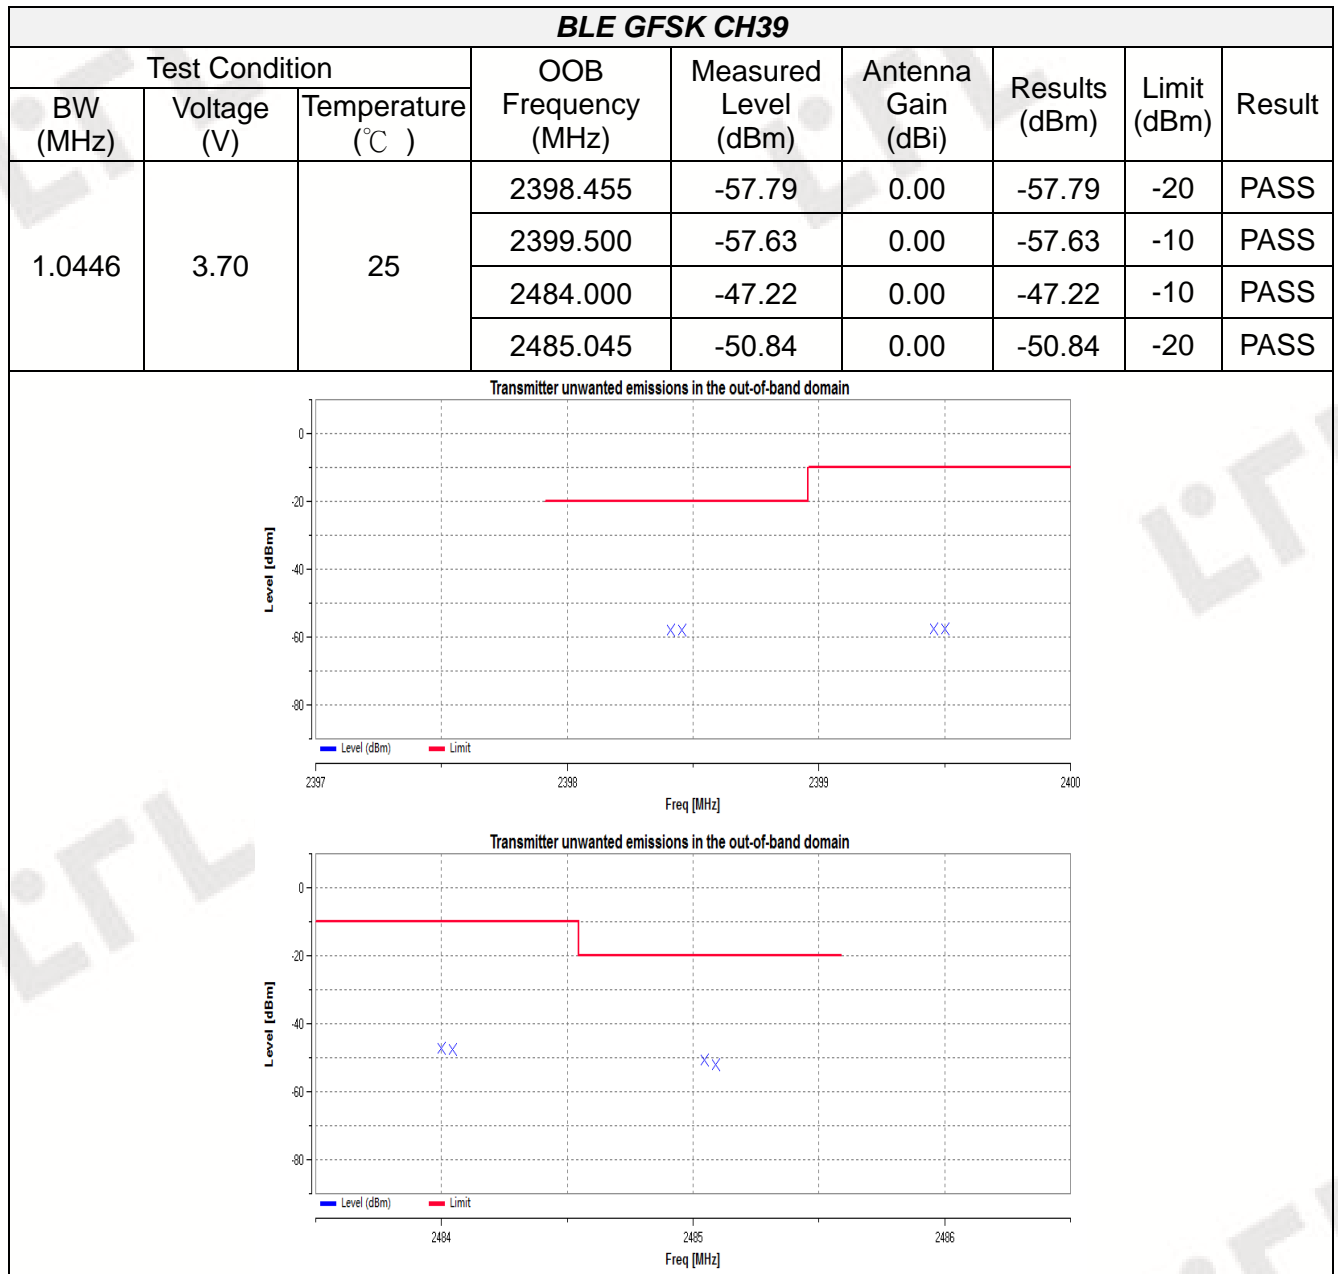 BLE GFSK CH39
Test Condition
OOB Frequency (MHz)
Measured Level (dBm)
Antenna Gain (dBi)
Results (dBm)
Limit (dBm)
Result
BW (MHz)
Voltage (V)
Temperature (℃ )
1.0446 3.70 25
2398.455 -57.79 0.00 -57.79 -20 PASS
2399.500 -57.63 0.00 -57.63 -10 PASS
2484.000 -47.22 0.00 -47.22 -10 PASS
2485.045 -50.84 0.00 -50.84 -20 PASS
Transmitter unwanted emissions in the out-of-band domain
Level [dBm]
0
-20
-40
-60
-80
Level (dBm) Limit
2397 2398 2399 2400
Freq [MHz]
Transmitter unwanted emissions in the out-of-band domain
Level [dBm]
0
-20
-40
-60
-80
Level (dBm) Limit
2484 2485 2486
Freq [MHz]